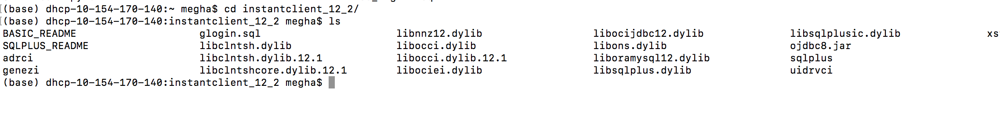 (base) dhcp-10-154-170-140:~ megha$ cd instantclient_12_2/
(base) dhcp-10-154-170-140:instantclient_12_2 megha$ ls
BASIC_README glogin.sql libnnz12.dylib libocijdbc12.dylib libsqlplusic.dylib xs
SQLPLUS_README libclntsh.dylib libocci.dylib libons.dylib ojdbc8.jar
adrci libclntsh.dylib.12.1 libocci.dylib.12.1 liboramysql12.dylib sqlplus
genezi libclntshcore.dylib.12.1 libociei.dylib libsqlplus.dylib uidrvci
(base) dhcp-10-154-170-140:instantclient_12_2 megha$